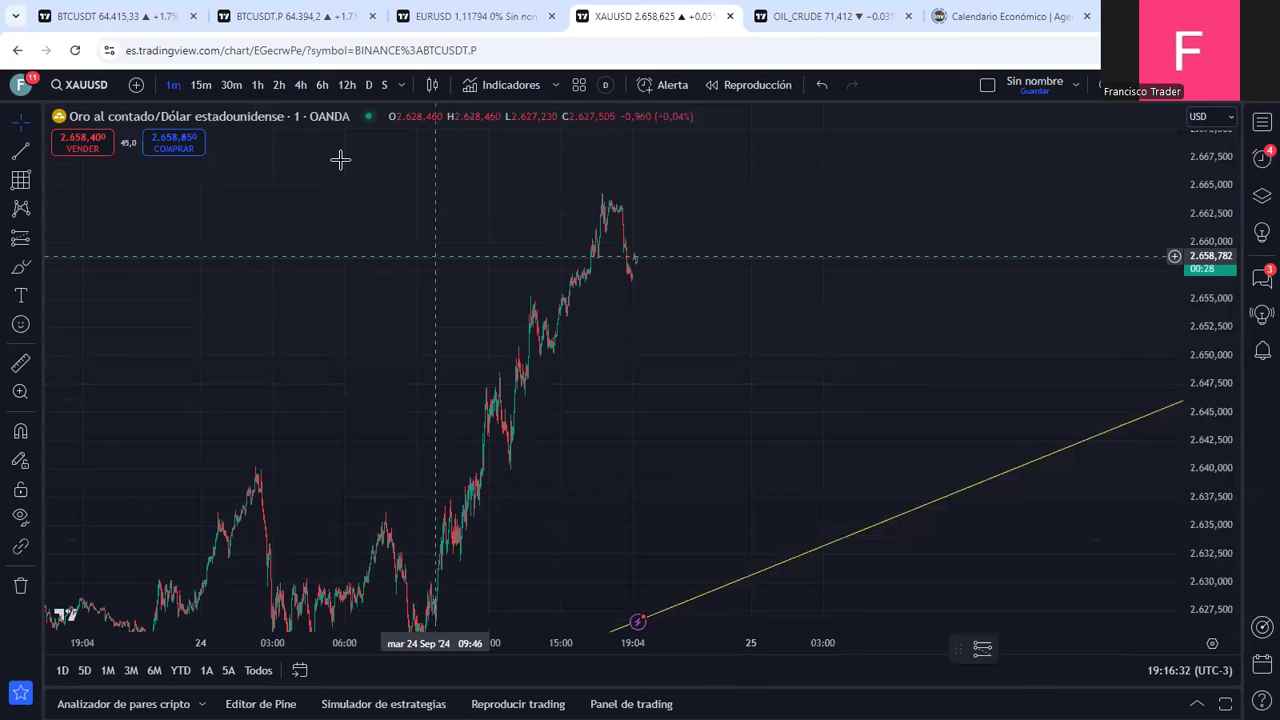 BTCUSDT 64.415,33 ▲ +1.7%
BTCUSDT.P 64.394,2 ▲ +1.7%
EURUSD 1,11794 0% Sin non
XAUUSD 2.658,625 ▲ +0.05%
OIL_CRUDE 71,412 ▼ −0.03%
Calendario Económico | Age
es.tradingview.com/chart/EGecrwPe/?symbol=BINANCE%3ABTCUSDT.P
F
Francisco Trader
F
11
XAUUSD
1m 15m 30m 1h 2h 4h 6h 12h D S
Indicadores
D
Alerta
Reproducción
Sin nombre
Guardar
Oro al contado/Dólar estadounidense · 1 · OANDA
O2.628,460 H2.628,460 L2.627,230 C2.627,505 −0,960 (−0,04%)
USD
2.658,400
VENDER
45,0
2.658,850
COMPRAR
4
3
2.667,500
2.665,000
2.662,500
2.660,000
2.658,782
00:28
2.655,000
2.652,500
2.650,000
2.647,500
2.645,000
2.642,500
2.640,000
2.637,500
2.635,000
2.632,500
2.630,000
2.627,500
19:04 24 03:00 06:00 mar 24 Sep '24 09:46 00 15:00 19:04 25 03:00
1D 5D 1M 3M 6M YTD 1A 5A Todos
19:16:32 (UTC-3)
Analizador de pares cripto
Editor de Pine
Simulador de estrategias
Reproducir trading
Panel de trading